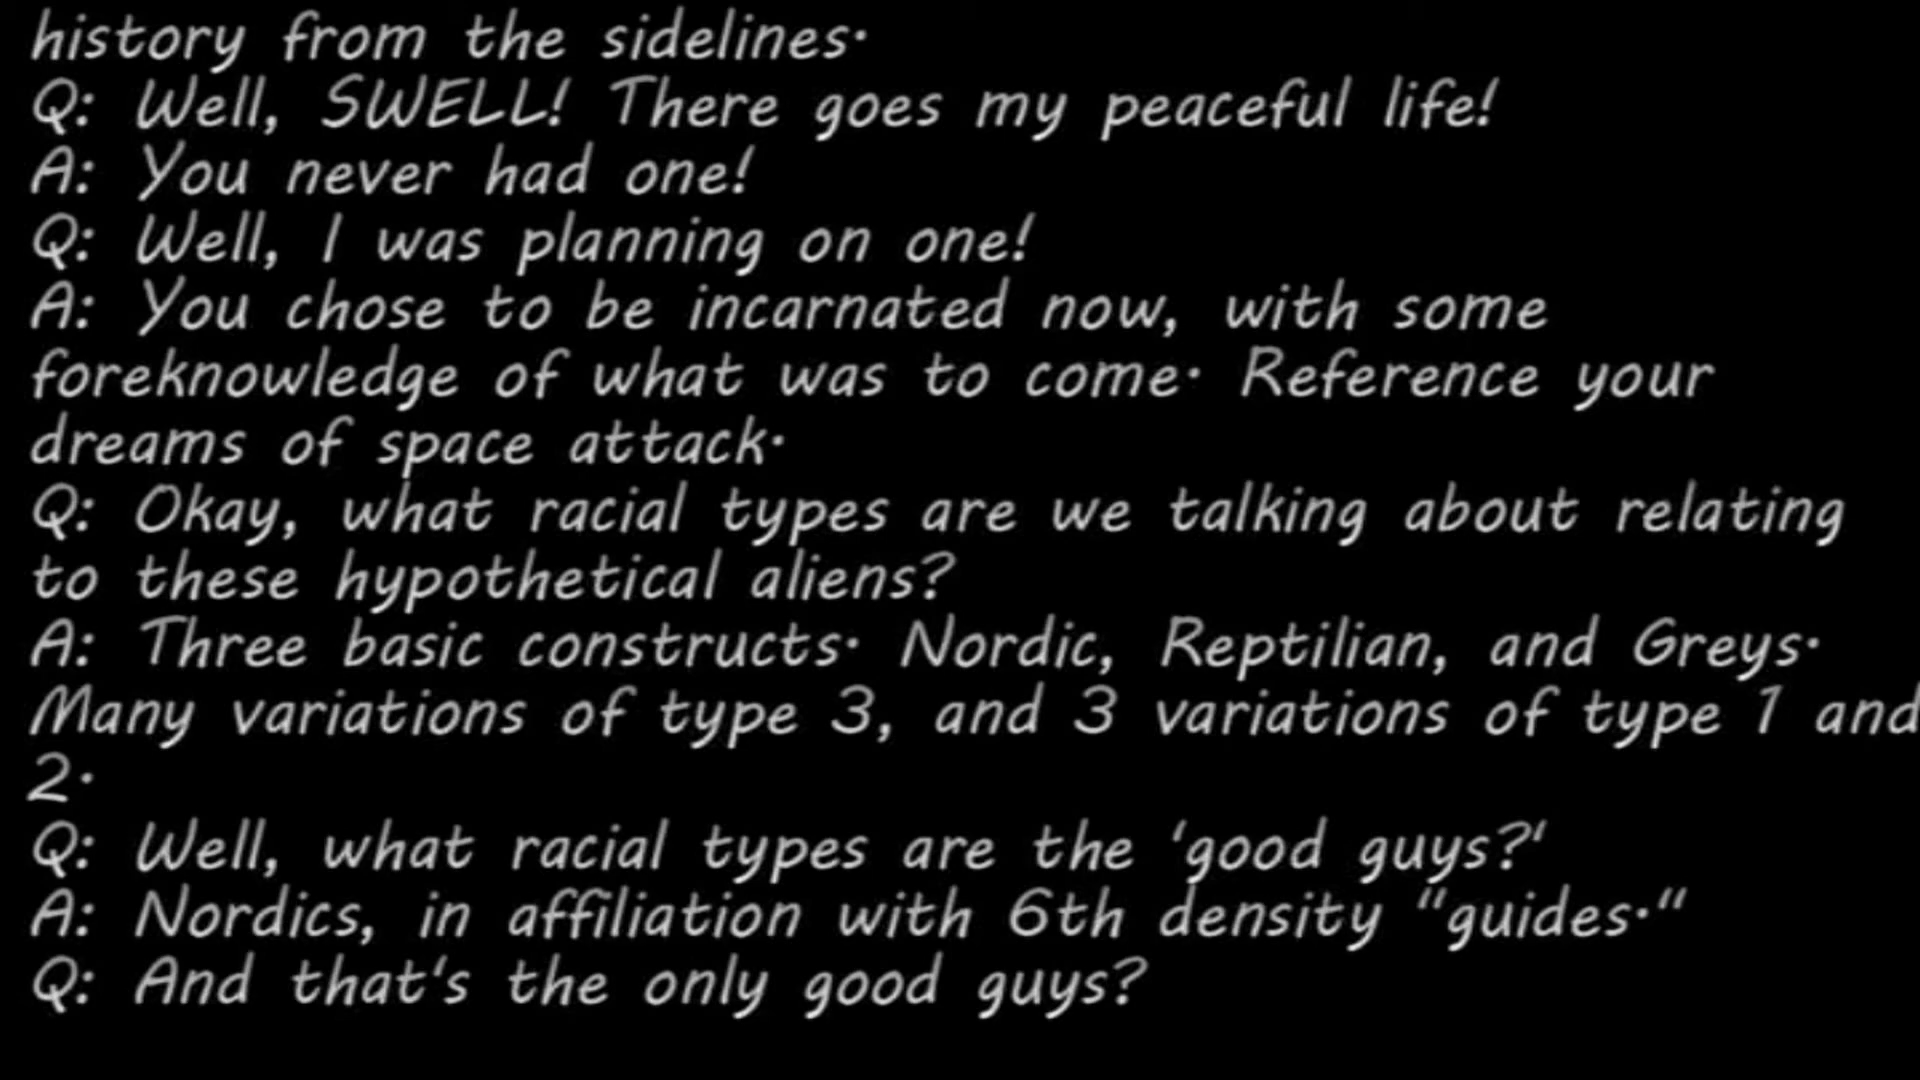 history from the sidelines·
Q: Well, SWELL! There goes my peaceful life!
A: You never had one!
Q: Well, I was planning on one!
A: You chose to be incarnated now, with some
foreknowledge of what was to come· Reference your
dreams of space attack·
Q: Okay, what racial types are we talking about relating
to these hypothetical aliens?
A: Three basic constructs· Nordic, Reptilian, and Greys·
Many variations of type 3, and 3 variations of type 1 and
2·
Q: Well, what racial types are the ‘good guys?‘
A: Nordics, in affiliation with 6th density “guides·“
Q: And that‘s the only good guys?